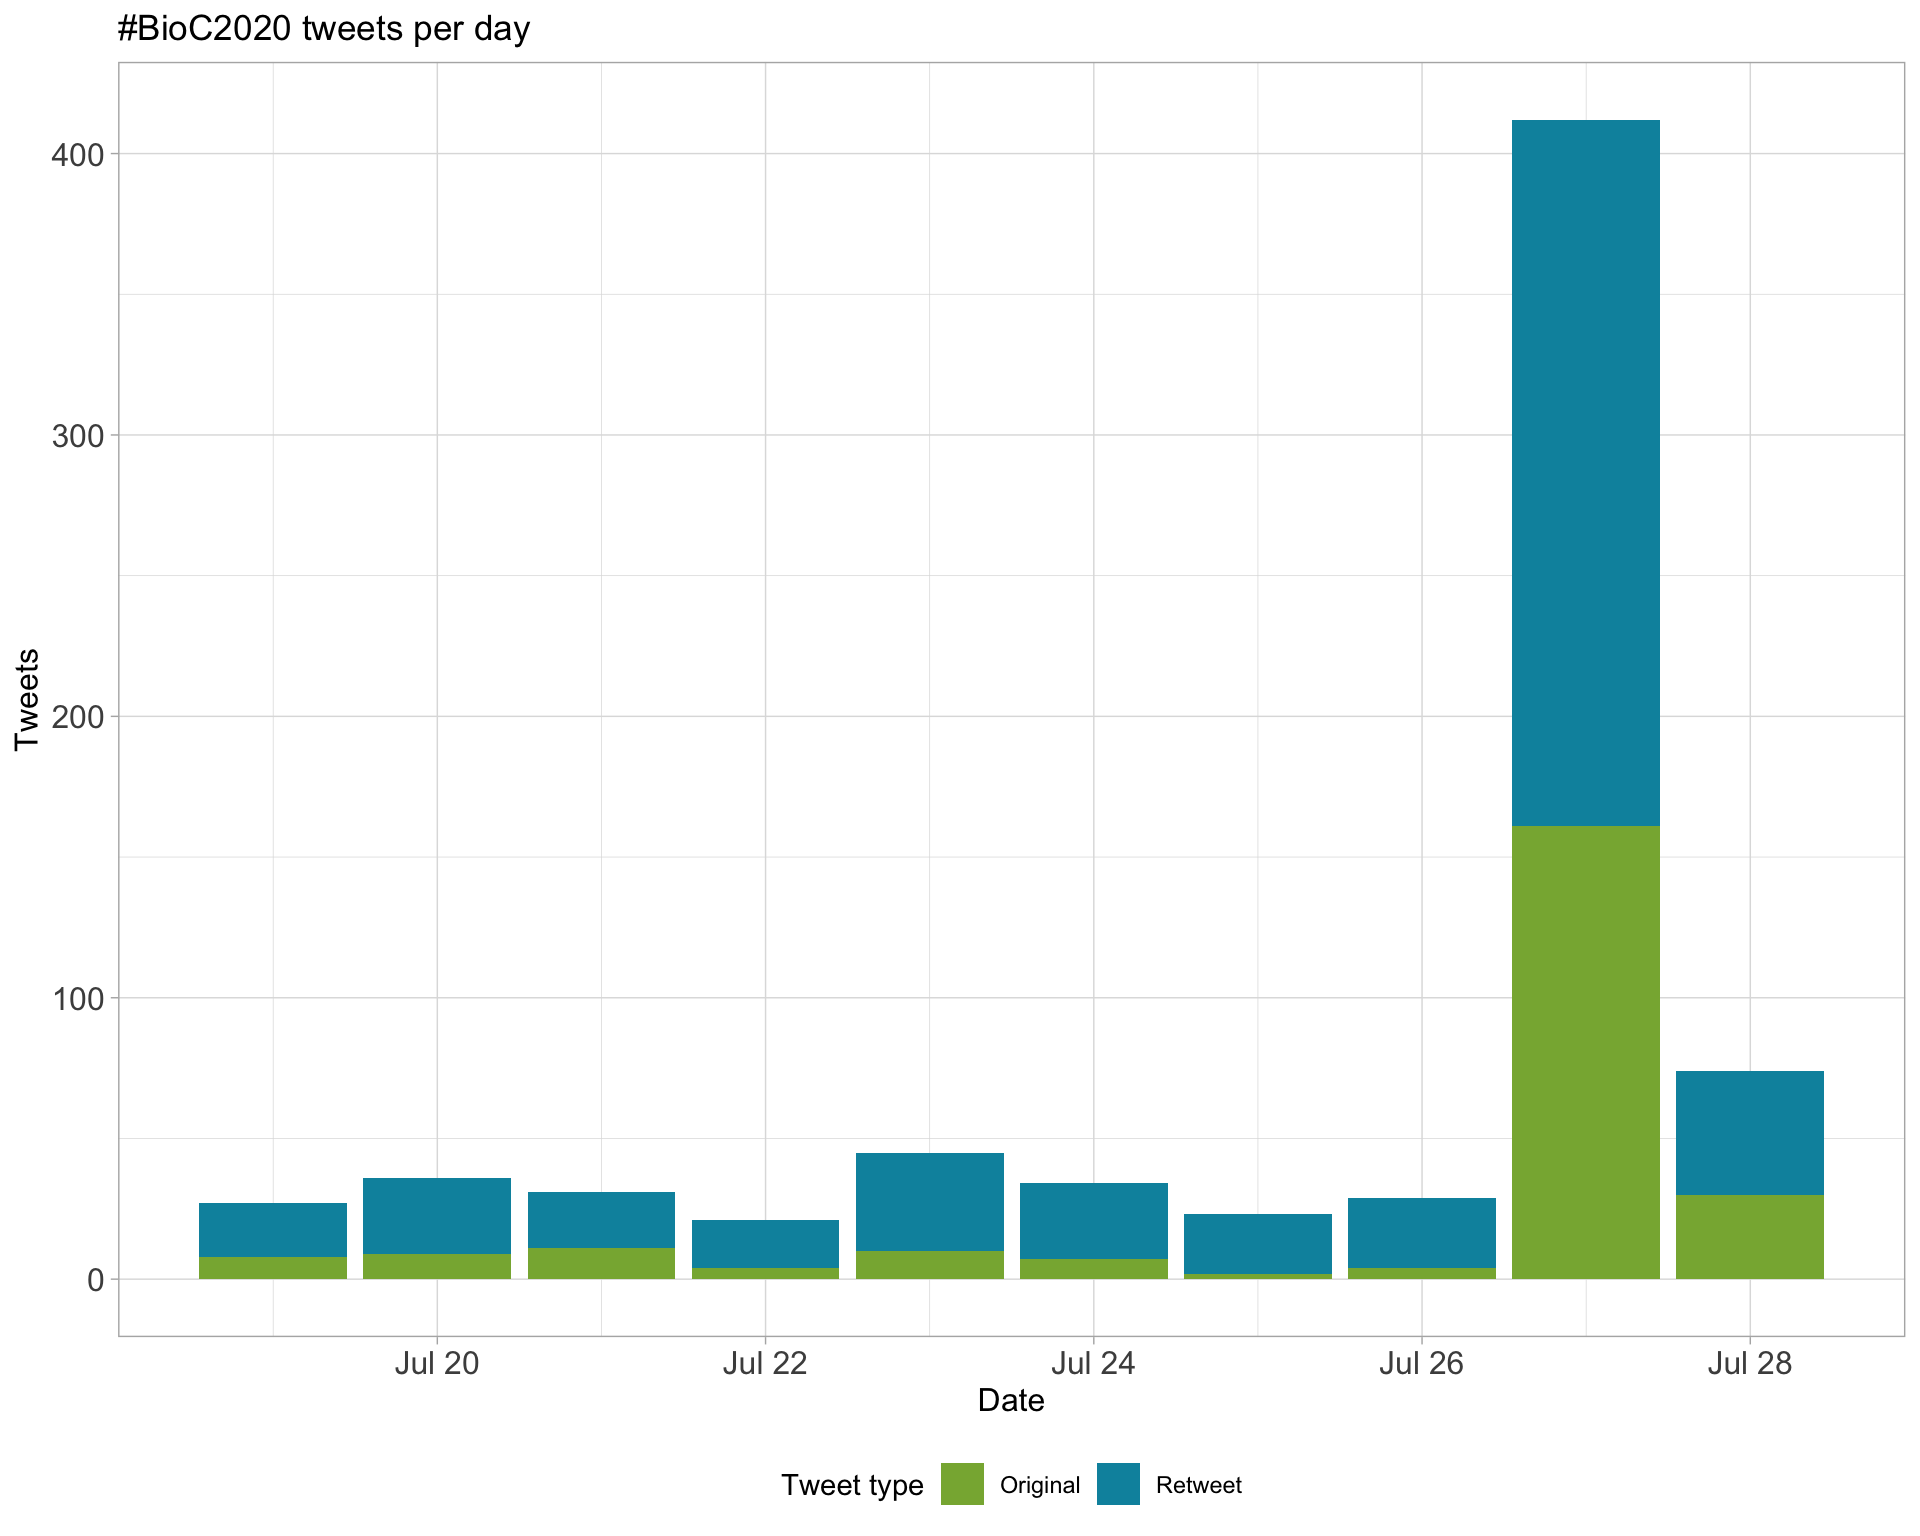 #BioC2020 tweets per day
400
300
200
100
0
Tweets
Jul 20 Jul 22 Jul 24 Jul 26 Jul 28
Date
Tweet type Original Retweet